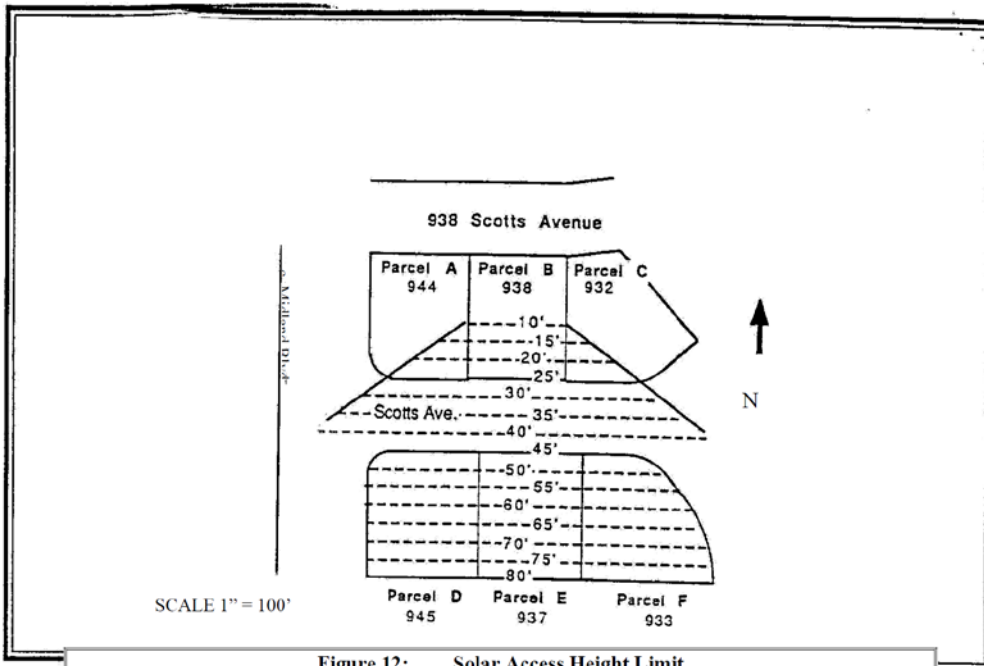 938 Scotts Avenue
Parcel A
944
Parcel B
938
Parcel C
932
10'
15'
20'
25'
30'
Scotts Ave.
35'
40'
45'
50'
55'
60'
65'
70'
75'
80'
N
Midland Blvd.
SCALE 1” = 100’
Parcel D
945
Parcel E
937
Parcel F
933
Figure 12: Solar Access Height Limit